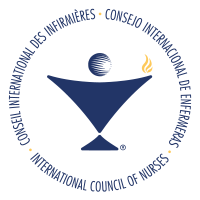 CONSEIL INTERNATIONAL DES INFIRMIÈRES · CONSEJO INTERNACIONAL DE ENFERMERAS · INTERNATIONAL COUNCIL OF NURSES ·
®